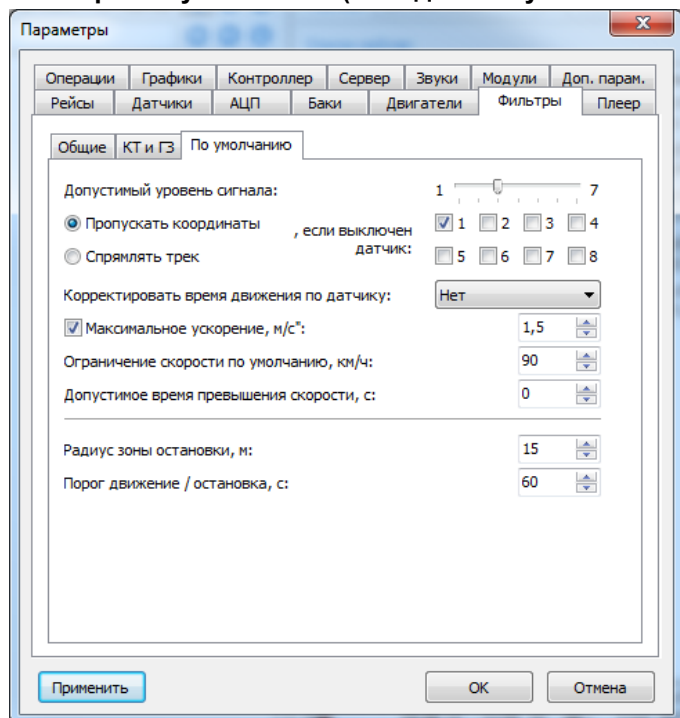 Параметры
Операции Графики Контроллер Сервер Звуки Модули Доп. парам.
Рейсы Датчики АЦП Баки Двигатели Фильтры Плеер
Общие КТ и ГЗ По умолчанию
Допустимый уровень сигнала: 1 7
Пропускать координаты , если выключен датчик: 1 2 3 4
Спрямлять трек 5 6 7 8
Корректировать время движения по датчику: Нет
Максимальное ускорение, м/с": 1,5
Ограничение скорости по умолчанию, км/ч: 90
Допустимое время превышения скорости, с: 0
Радиус зоны остановки, м: 15
Порог движение / остановка, с: 60
Применить OK Отмена